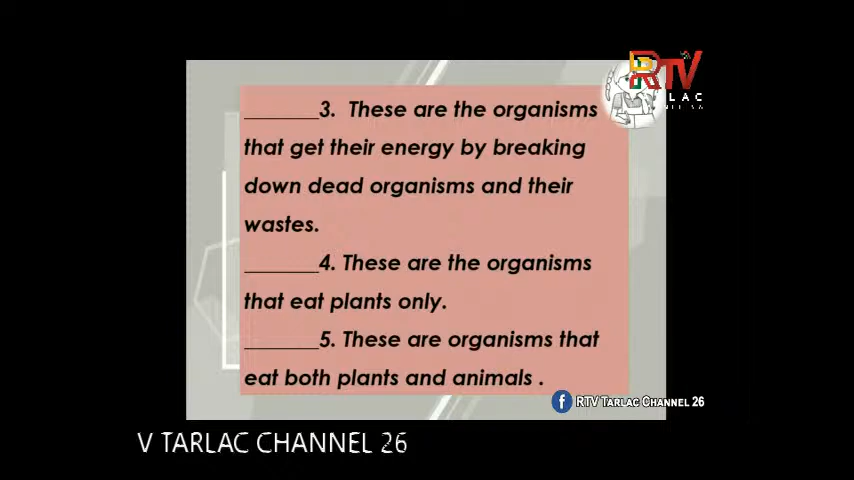 RTV
LAC
_______3. These are the organisms
that get their energy by breaking
down dead organisms and their
wastes.
_______4. These are the organisms
that eat plants only.
_______5. These are organisms that
eat both plants and animals .
f RTV TARLAC CHANNEL 26
V TARLAC CHANNEL 26